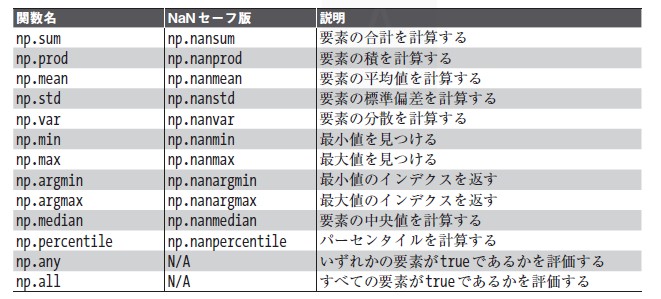 関数名 NaNセーフ版 説明
np.sum np.nansum 要素の合計を計算する
np.prod np.nanprod 要素の積を計算する
np.mean np.nanmean 要素の平均値を計算する
np.std np.nanstd 要素の標準偏差を計算する
np.var np.nanvar 要素の分散を計算する
np.min np.nanmin 最小値を見つける
np.max np.nanmax 最大値を見つける
np.argmin np.nanargmin 最小値のインデクスを返す
np.argmax np.nanargmax 最大値のインデクスを返す
np.median np.nanmedian 要素の中央値を計算する
np.percentile np.nanpercentile パーセンタイルを計算する
np.any N/A いずれかの要素がtrueであるかを評価する
np.all N/A すべての要素がtrueであるかを評価する